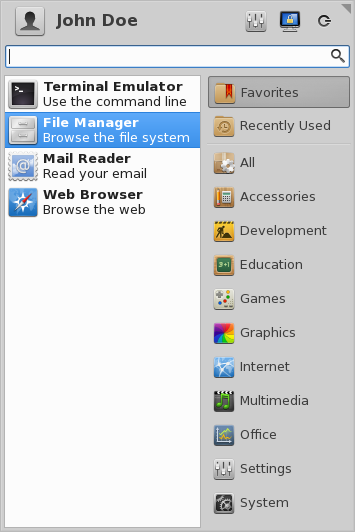 John Doe
Terminal Emulator
Use the command line
File Manager
Browse the file system
Mail Reader
Read your email
Web Browser
Browse the web
Favorites
Recently Used
All
Accessories
Development
Education
Games
Graphics
Internet
Multimedia
Office
Settings
System